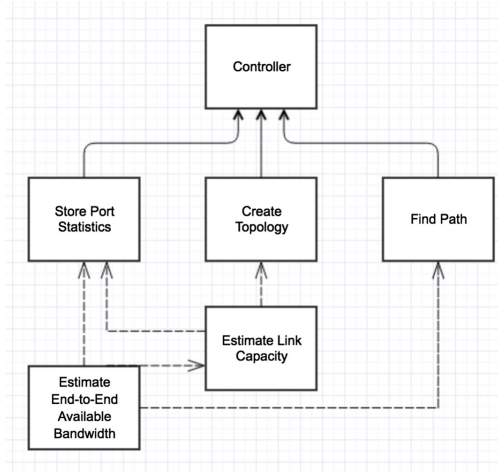 Controller
Store Port
Statistics
Create
Topology
Find Path
Estimate Link
Capacity
Estimate
End-to-End
Available
Bandwidth